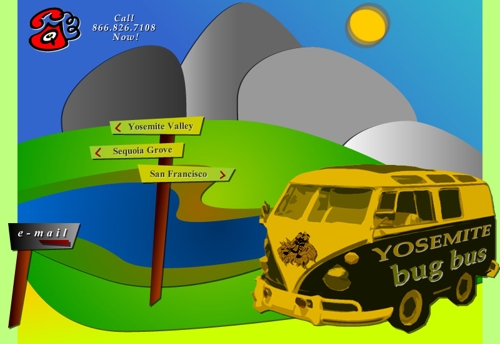 Call
866.826.7108
Now!
Yosemite Valley
Sequoia Grove
San Francisco
e-mail
YOSEMITE
bug bus